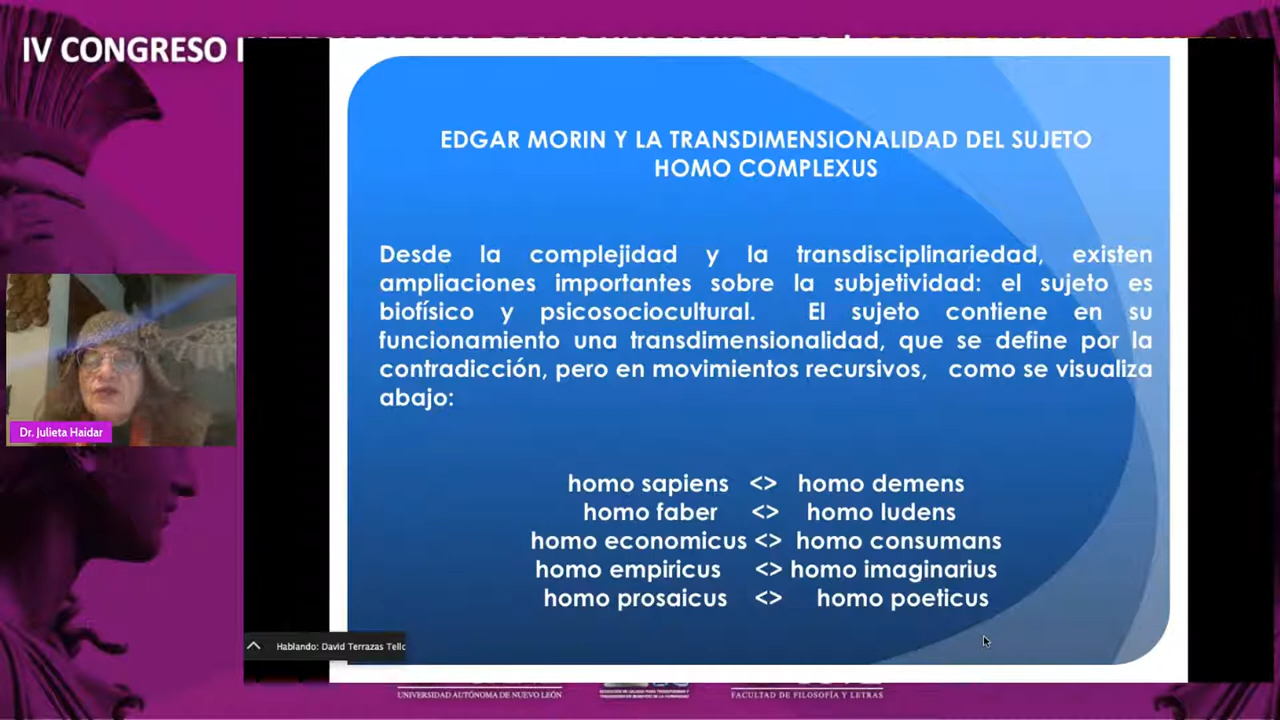 IV CONGRESO
EDGAR MORIN Y LA TRANSDIMENSIONALIDAD DEL SUJETO
HOMO COMPLEXUS
Desde la complejidad y la transdisciplinariedad, existen
ampliaciones importantes sobre la subjetividad: el sujeto es
biofísico y psicosociocultural. El sujeto contiene en su
funcionamiento una transdimensionalidad, que se define por la
contradicción, pero en movimientos recursivos, como se visualiza
abajo:
homo sapiens <> homo demens
homo faber <> homo ludens
homo economicus <> homo consumans
homo empiricus <> homo imaginarius
homo prosaicus <> homo poeticus
Dr. Julieta Haidar
Hablando: David Terrazas Tello
UNIVERSIDAD AUTÓNOMA DE NUEVO LEÓN
FACULTAD DE FILOSOFÍA Y LETRAS